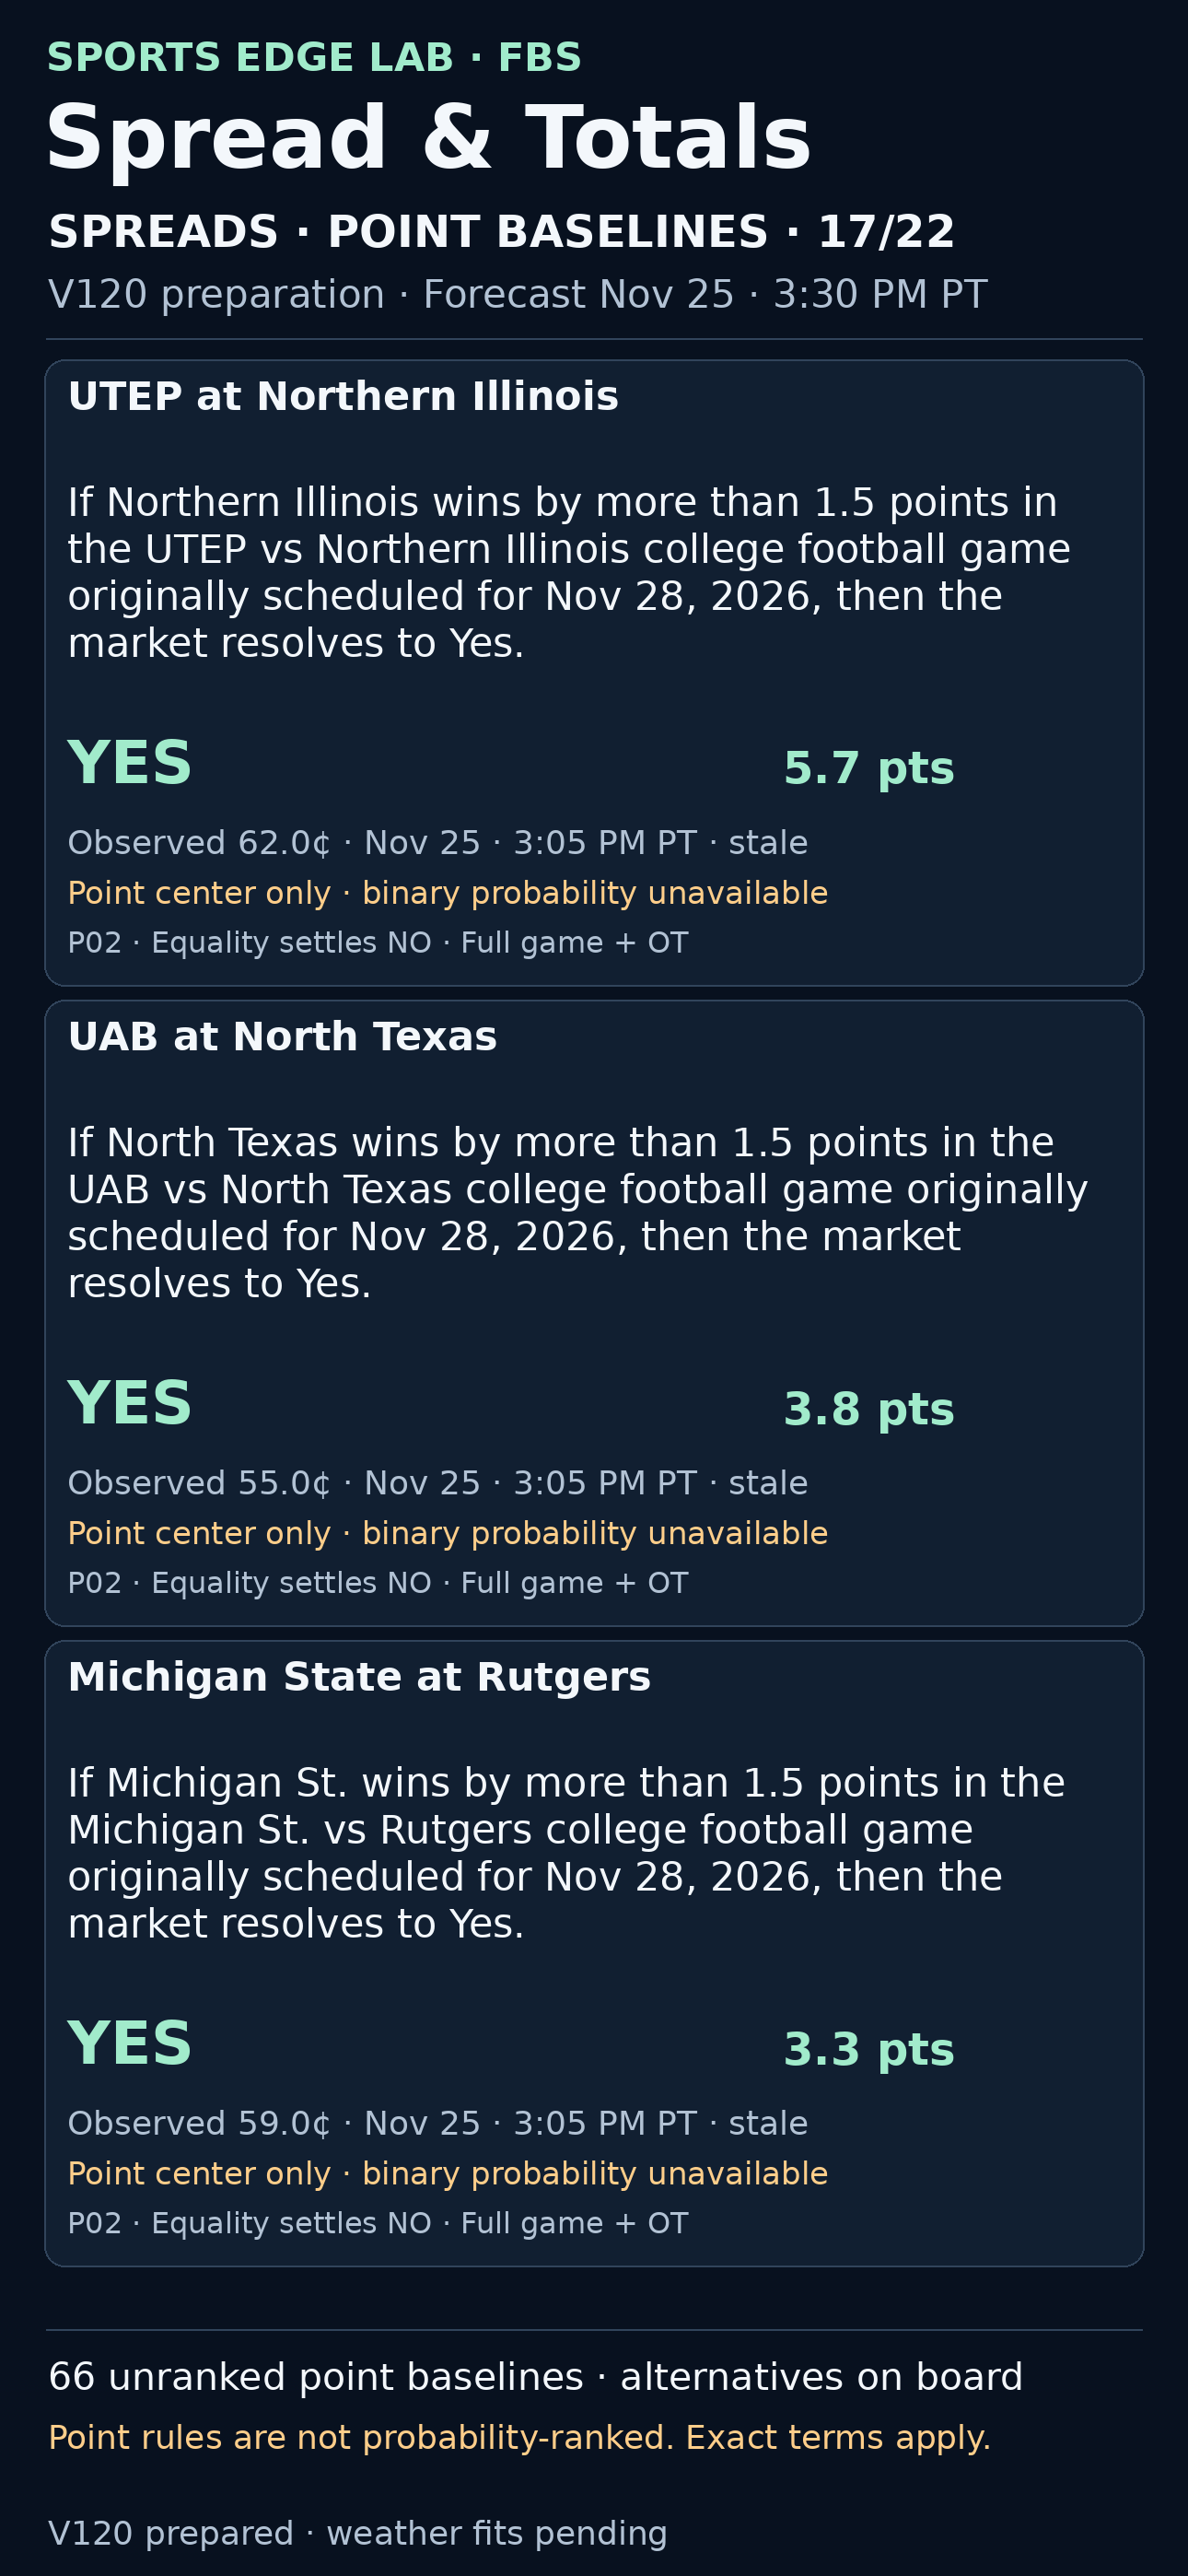 SPORTS EDGE LAB · FBS
Spread & Totals
SPREADS · POINT BASELINES · 17/22
V120 preparation · Forecast Nov 25 · 3:30 PM PT
UTEP at Northern Illinois
If Northern Illinois wins by more than 1.5 points in
the UTEP vs Northern Illinois college football game
originally scheduled for Nov 28, 2026, then the
market resolves to Yes.
YES 5.7 pts
Observed 62.0¢ · Nov 25 · 3:05 PM PT · stale
Point center only · binary probability unavailable
P02 · Equality settles NO · Full game + OT
UAB at North Texas
If North Texas wins by more than 1.5 points in the
UAB vs North Texas college football game originally
scheduled for Nov 28, 2026, then the market
resolves to Yes.
YES 3.8 pts
Observed 55.0¢ · Nov 25 · 3:05 PM PT · stale
Point center only · binary probability unavailable
P02 · Equality settles NO · Full game + OT
Michigan State at Rutgers
If Michigan St. wins by more than 1.5 points in the
Michigan St. vs Rutgers college football game
originally scheduled for Nov 28, 2026, then the
market resolves to Yes.
YES 3.3 pts
Observed 59.0¢ · Nov 25 · 3:05 PM PT · stale
Point center only · binary probability unavailable
P02 · Equality settles NO · Full game + OT
66 unranked point baselines · alternatives on board
Point rules are not probability-ranked. Exact terms apply.
V120 prepared · weather fits pending